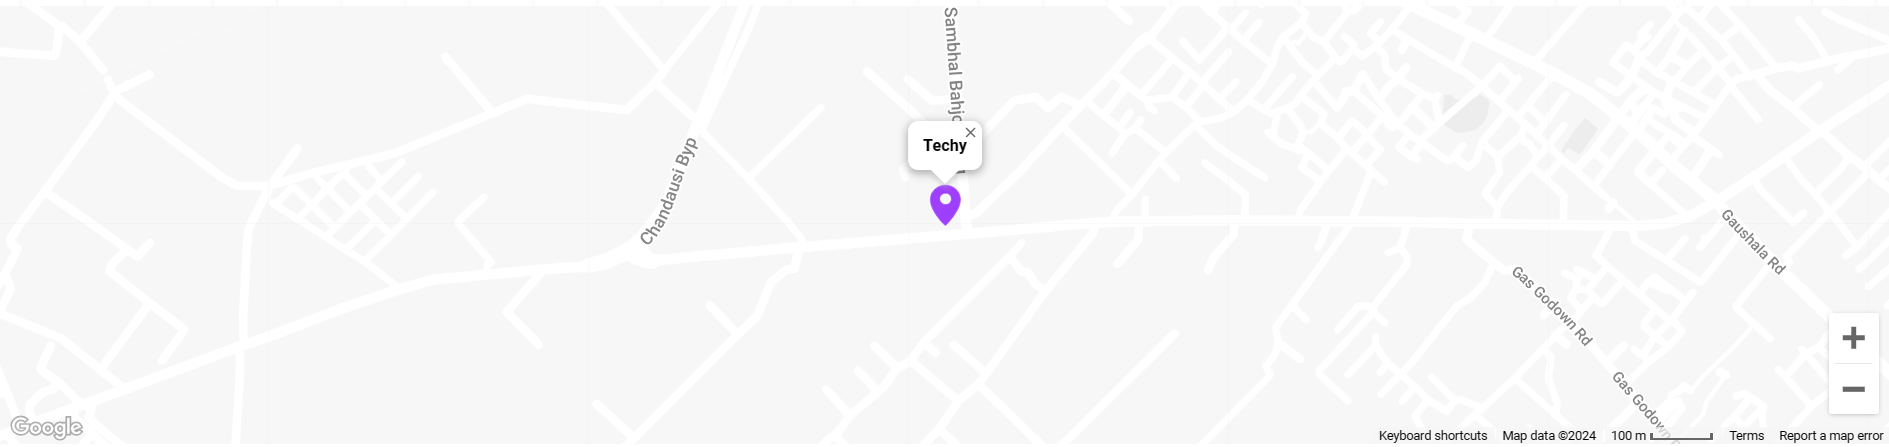 Sambhal Bahjo
Techy
Chandausi Byp
Gaushala Rd
Gas Godown Rd
Gas Godown
Google
Keyboard shortcuts
Map data ©2024
100 m
Terms
Report a map error